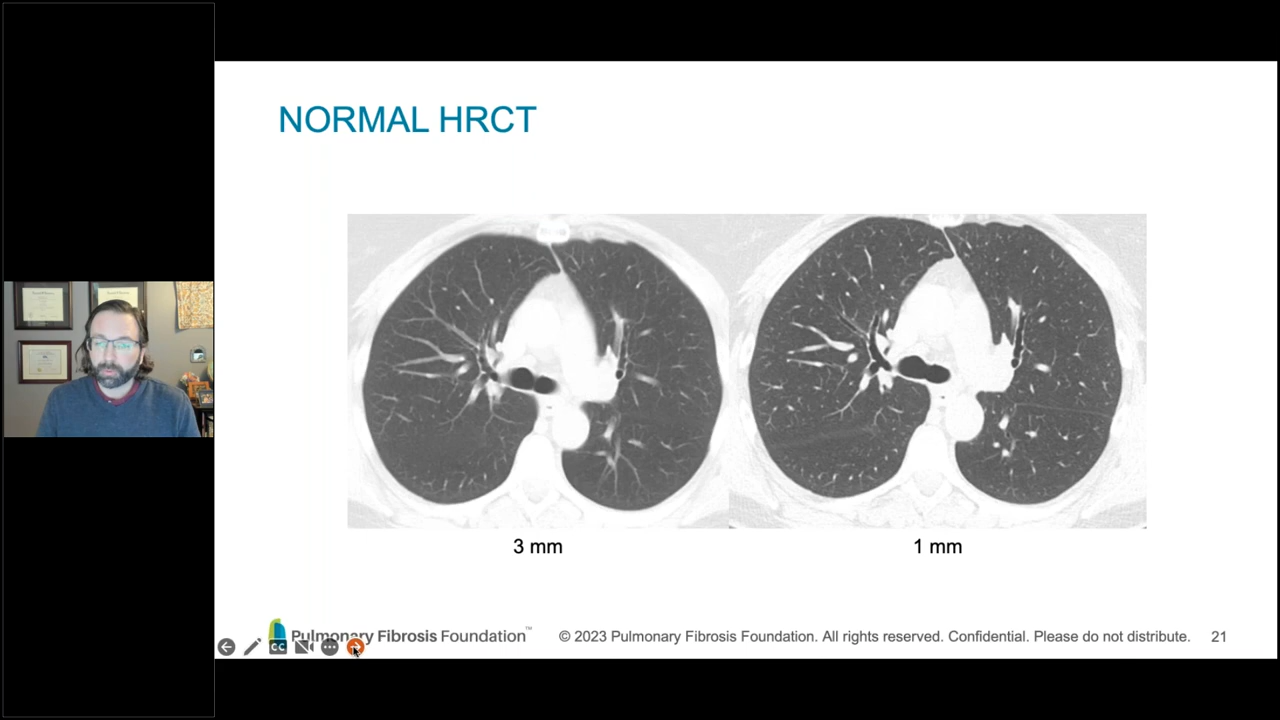 NORMAL HRCT
3 mm
1 mm
Pulmonary Fibrosis Foundation™
© 2023 Pulmonary Fibrosis Foundation. All rights reserved. Confidential. Please do not distribute.
21
CC